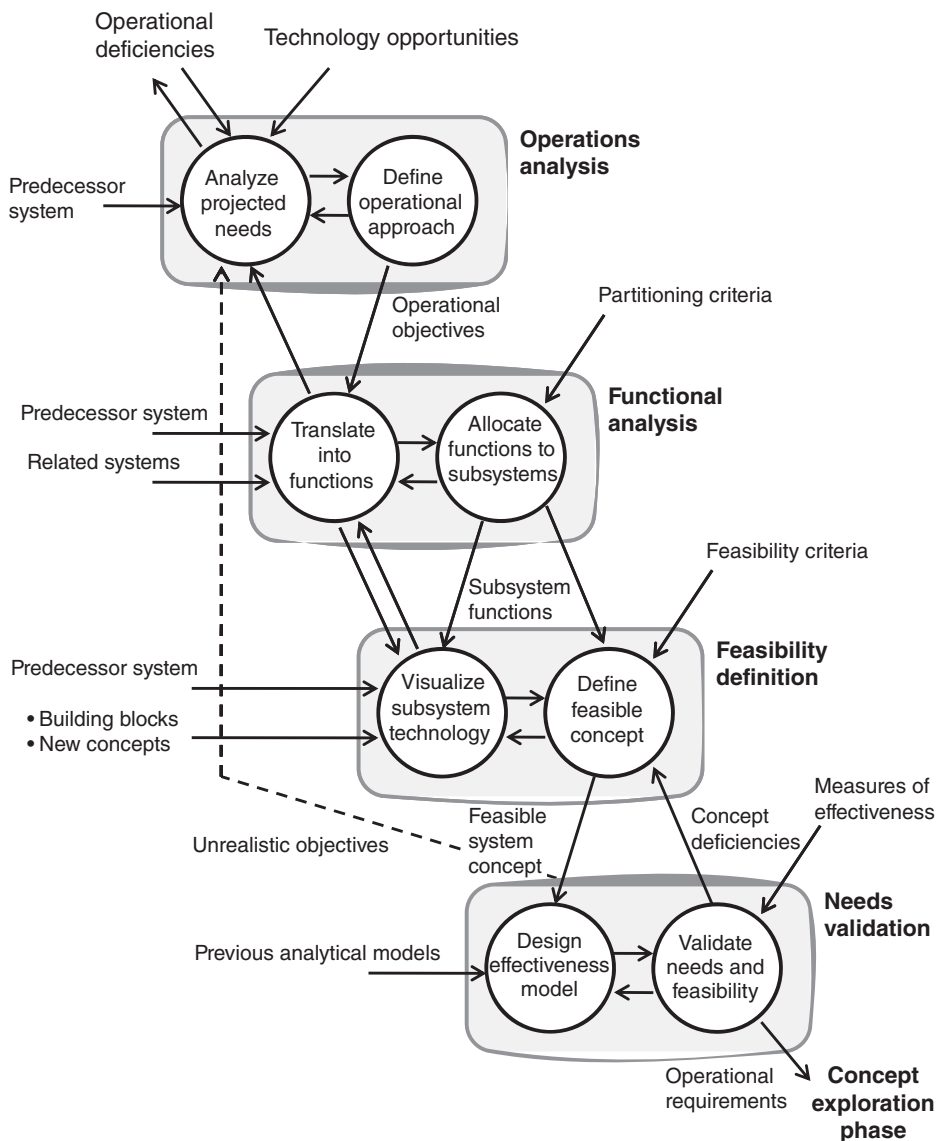 Operational
deficiencies
Technology opportunities
Operations
analysis
Predecessor
system
Analyze
projected
needs
Define
operational
approach
Operational
objectives
Partitioning criteria
Functional
analysis
Predecessor system
Related systems
Translate
into
functions
Allocate
functions to
subsystems
Subsystem
functions
Feasibility criteria
Feasibility
definition
Predecessor system
• Building blocks
• New concepts
Visualize
subsystem
technology
Define
feasible
concept
Unrealistic objectives
Feasible
system
concept
Concept
deficiencies
Measures of
effectiveness
Needs
validation
Previous analytical models
Design
effectiveness
model
Validate
needs and
feasibility
Operational
requirements
Concept
exploration
phase